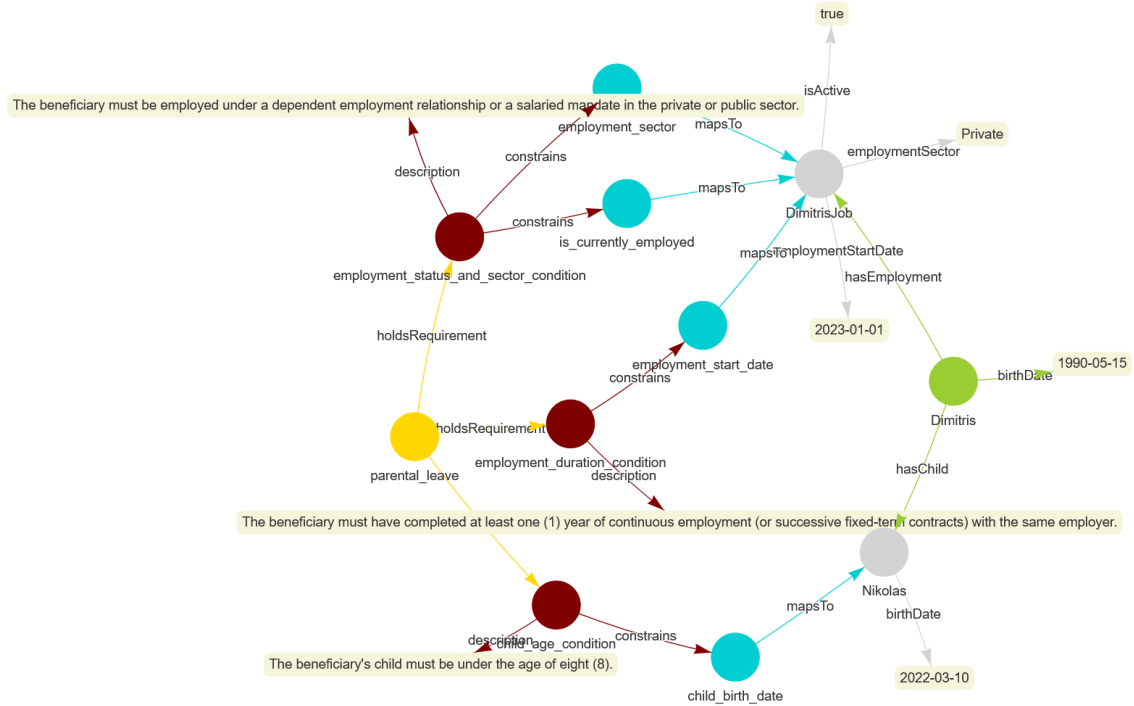 true
isActive
The beneficiary must be employed under a dependent employment relationship or a salaried mandate in the private or public sector.
employment_sector
mapsTo
Private
employmentSector
constrains
description
mapsTo
DimitrisJob
constrains
is_currently_employed
mapsTo
employmentStartDate
employment_status_and_sector_condition
hasEmployment
2023-01-01
holdsRequirement
employment_start_date
1990-05-15
birthDate
constrains
Dimitris
holdsRequirement
employment_duration_condition
parental_leave
description
hasChild
The beneficiary must have completed at least one (1) year of continuous employment (or successive fixed-term contracts) with the same employer.
Nikolas
mapsTo
birthDate
constrains
description
child_age_condition
The beneficiary's child must be under the age of eight (8).
2022-03-10
child_birth_date